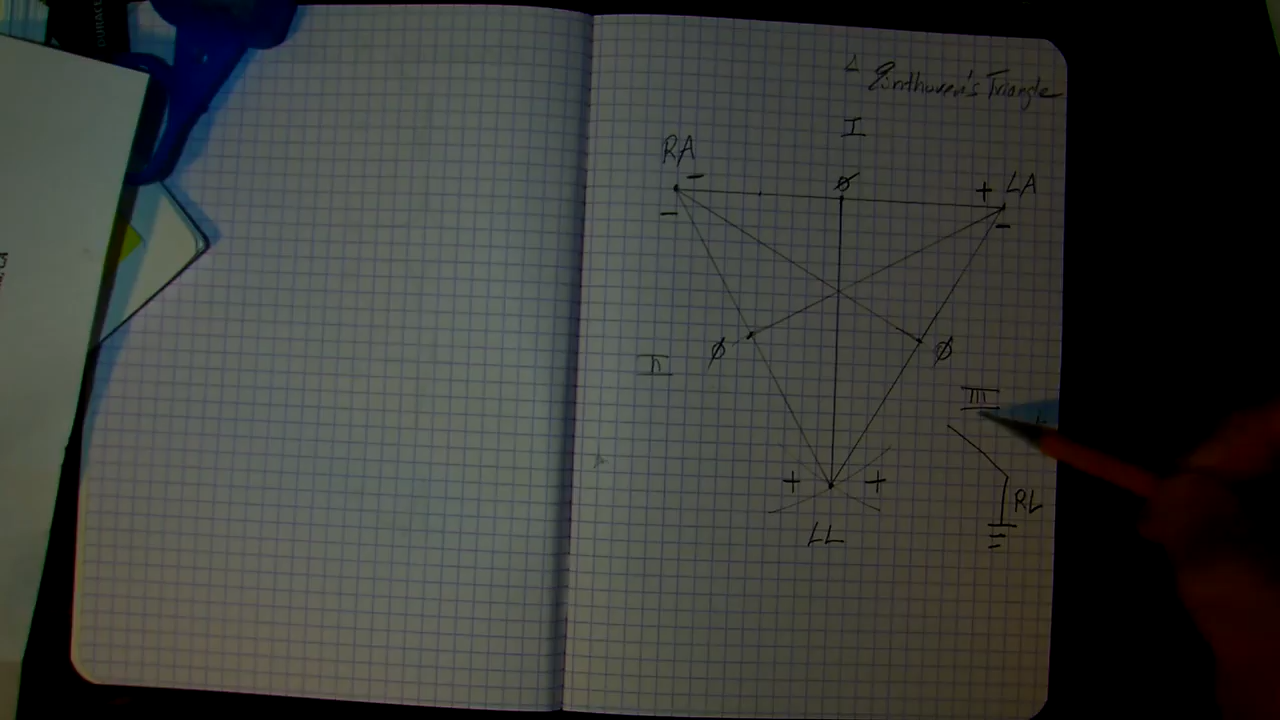 Einthoven's Triangle
I
RA
-
ø
+ LA
-
-
ø
ø
II
III
+
+
RL
LL